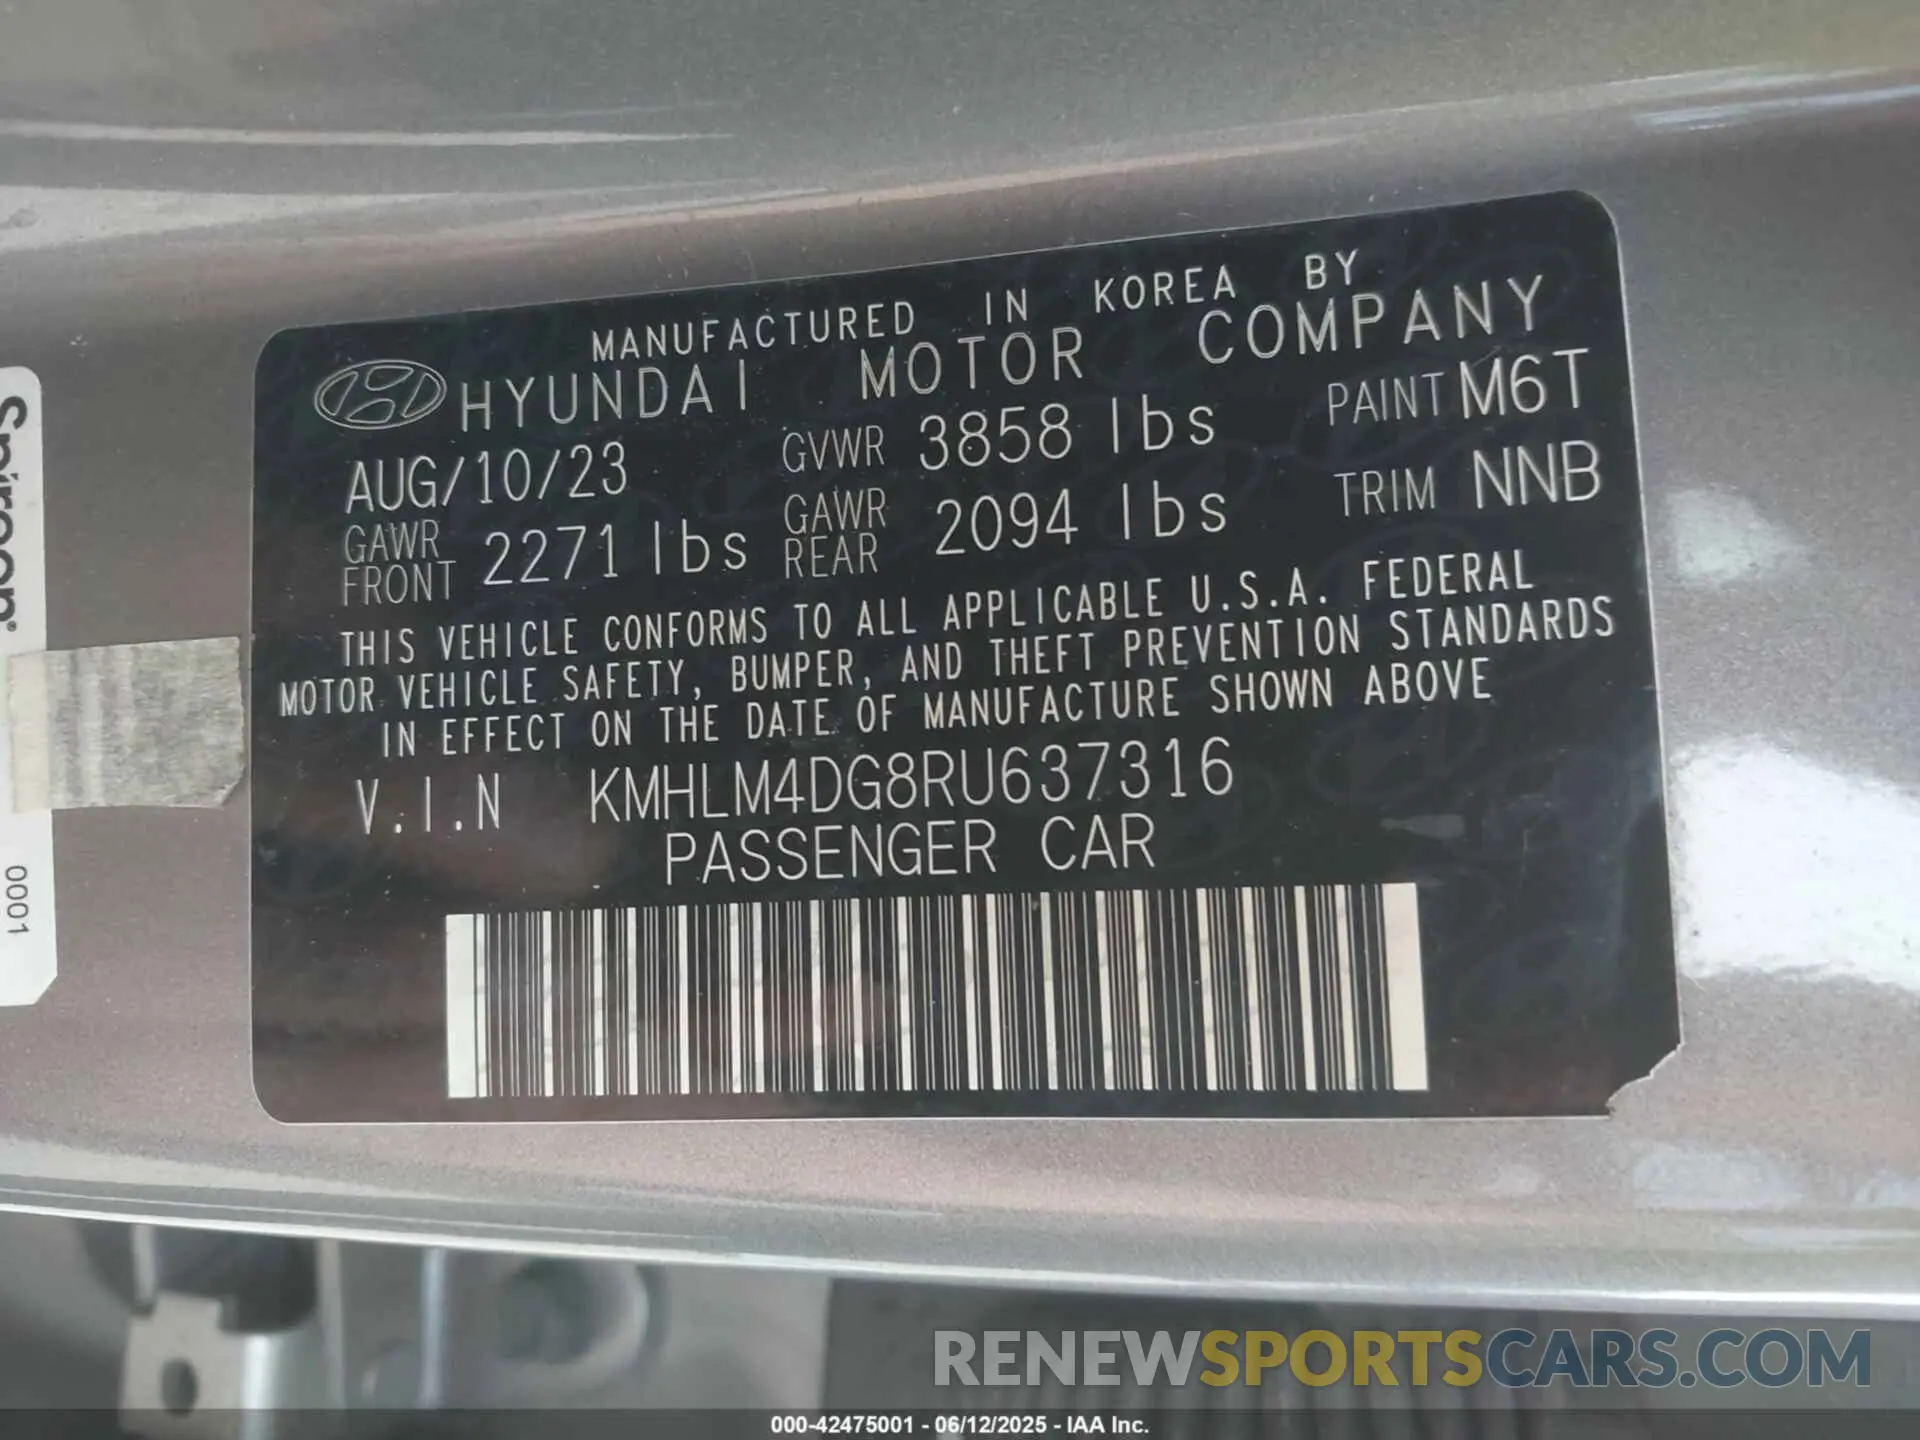 MANUFACTURED IN KOREA BY
HYUNDAI MOTOR COMPANY
AUG/10/23 GVWR 3858 lbs PAINT M6T
GAWR FRONT 2271 lbs GAWR REAR 2094 lbs TRIM NNB
THIS VEHICLE CONFORMS TO ALL APPLICABLE U.S.A. FEDERAL
MOTOR VEHICLE SAFETY, BUMPER, AND THEFT PREVENTION STANDARDS
IN EFFECT ON THE DATE OF MANUFACTURE SHOWN ABOVE
V.I.N KMHLM4DG8RU637316
PASSENGER CAR
Spireon
0001
RENEWSPORTSCARS.COM
000-42475001 - 06/12/2025 - IAA Inc.